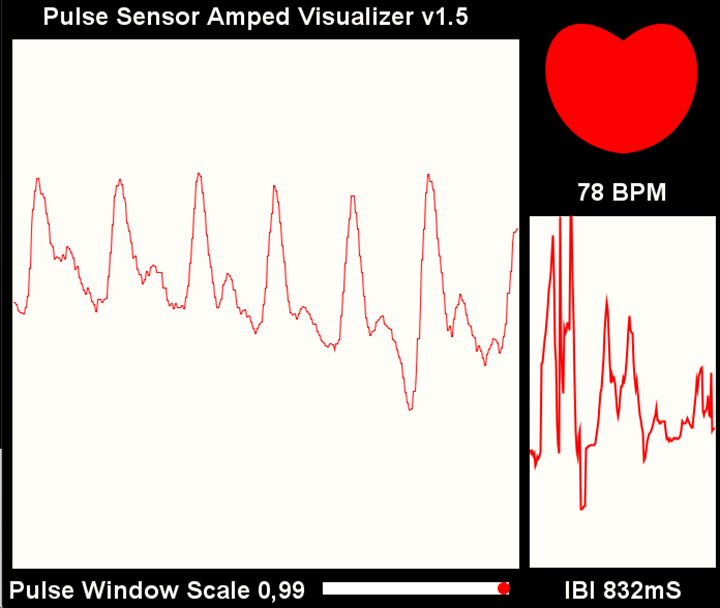 Pulse Sensor Amped Visualizer v1.5
78 BPM
Pulse Window Scale 0,99
IBI 832mS